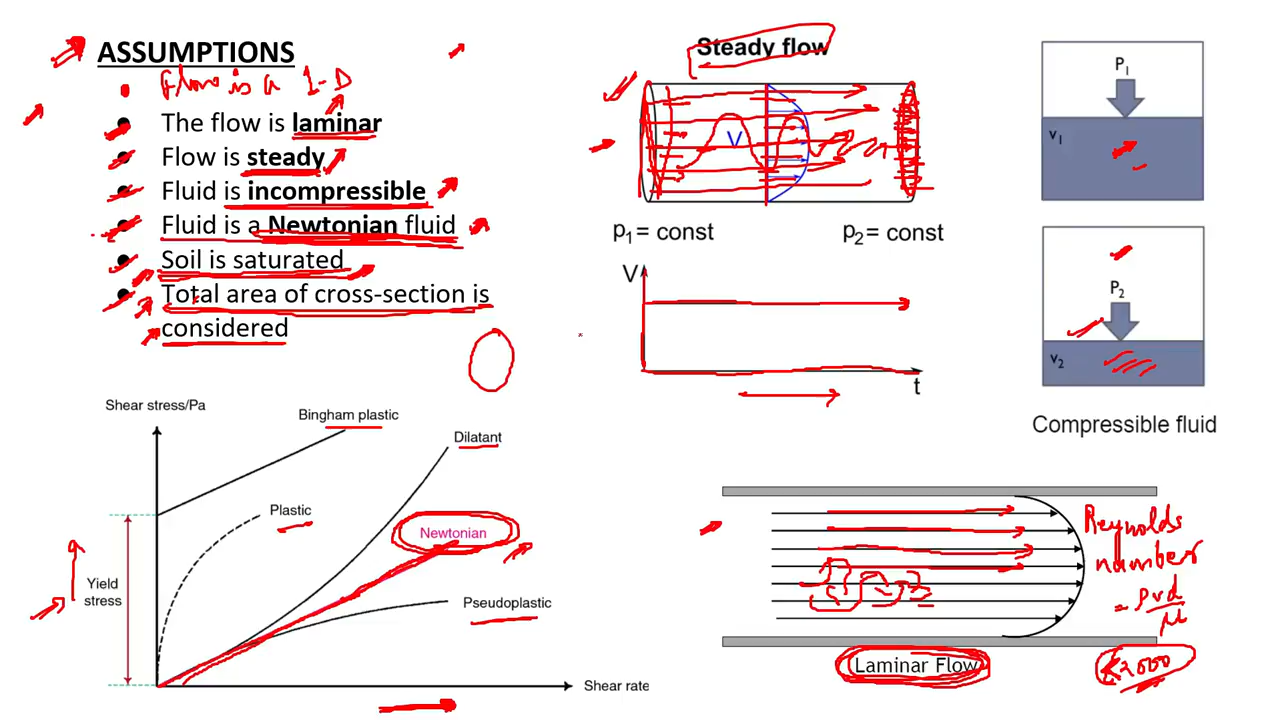 ASSUMPTIONS
Flow is a 1-D
The flow is laminar
Flow is steady
Fluid is incompressible
Fluid is a Newtonian fluid
Soil is saturated
Total area of cross-section is
considered
Steady flow
V
p1 = const
p2 = const
V
t
P1
v1
P2
v2
Compressible fluid
Shear stress/Pa
Bingham plastic
Dilatant
Plastic
Newtonian
Yield
stress
Pseudoplastic
Shear rate
Reynolds
number
= ρvd
μ
Laminar Flow
<2000